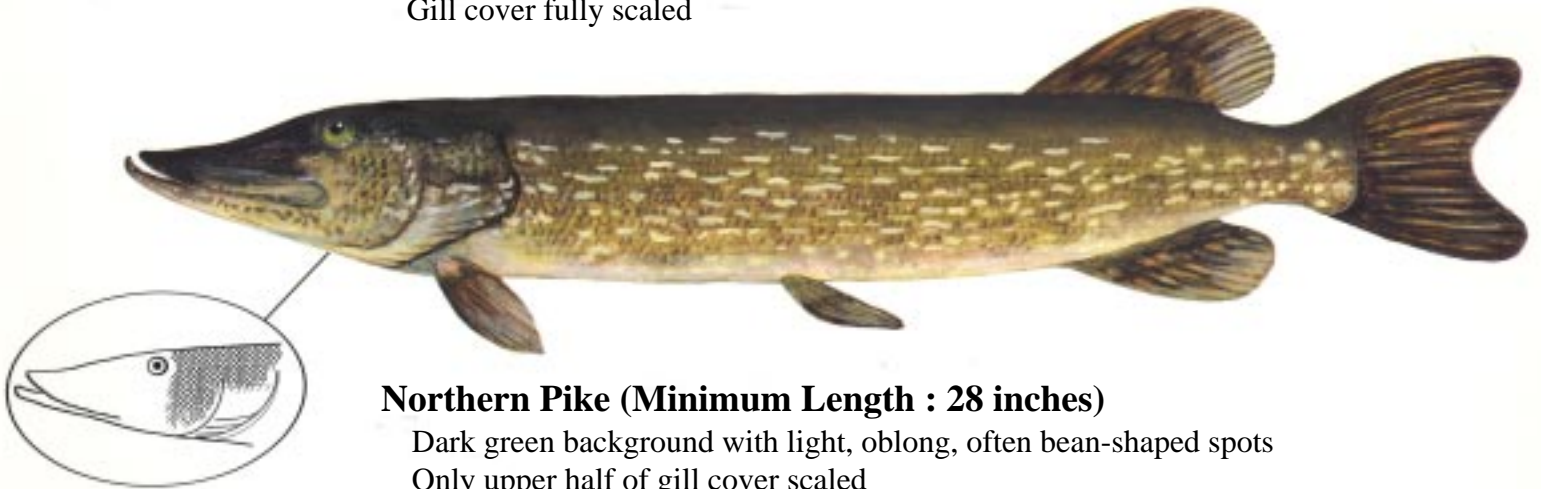 Gill cover fully scaled
Northern Pike (Minimum Length : 28 inches)
Dark green background with light, oblong, often bean-shaped spots
Only upper half of gill cover scaled